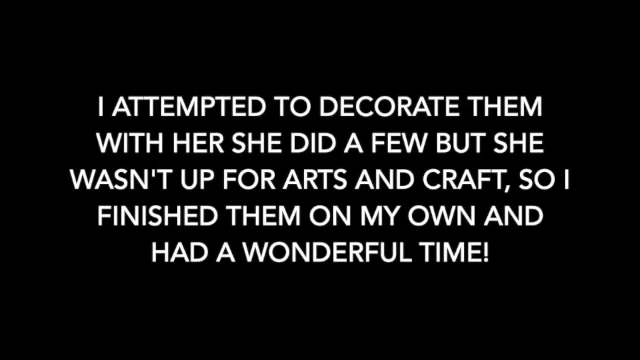 I ATTEMPTED TO DECORATE THEM
WITH HER SHE DID A FEW BUT SHE
WASN'T UP FOR ARTS AND CRAFT, SO I
FINISHED THEM ON MY OWN AND
HAD A WONDERFUL TIME!